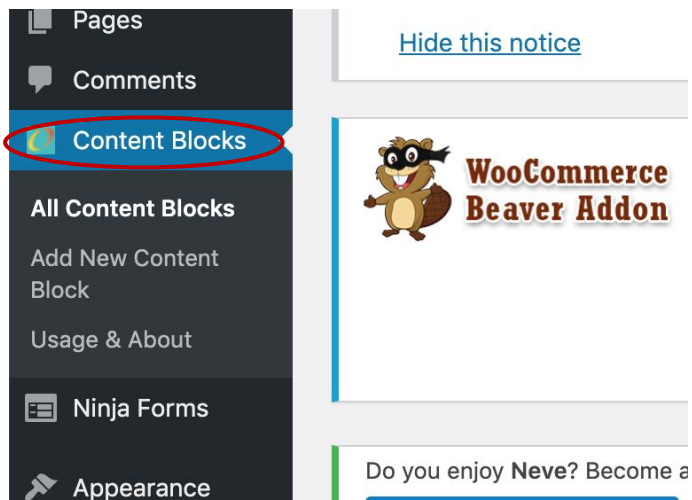 Pages
Comments
Content Blocks
All Content Blocks
Add New Content
Block
Usage & About
Ninja Forms
Appearance
Hide this notice
WooCommerce
Beaver Addon
Do you enjoy Neve? Become a